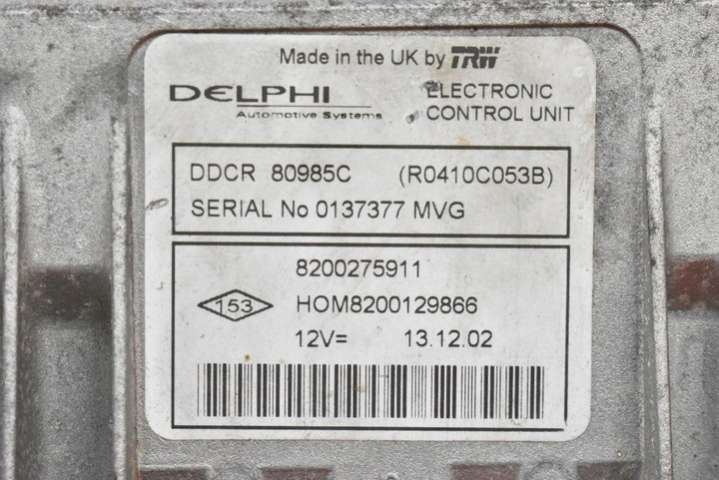 Made in the UK by TRW
DELPHI
Automotive Systems
ELECTRONIC
CONTROL UNIT
DDCR 80985C (R0410C053B)
SERIAL No 0137377 MVG
8200275911
153 HOM8200129866
12V= 13.12.02